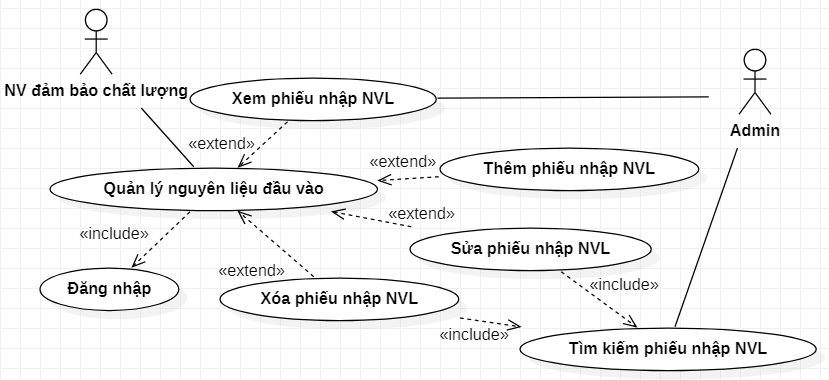 NV đảm bảo chất lượng
Xem phiếu nhập NVL
Admin
«extend»
«extend»
Thêm phiếu nhập NVL
Quản lý nguyên liệu đầu vào
«extend»
«include»
Sửa phiếu nhập NVL
«extend»
«include»
Đăng nhập
Xóa phiếu nhập NVL
«include»
Tìm kiếm phiếu nhập NVL